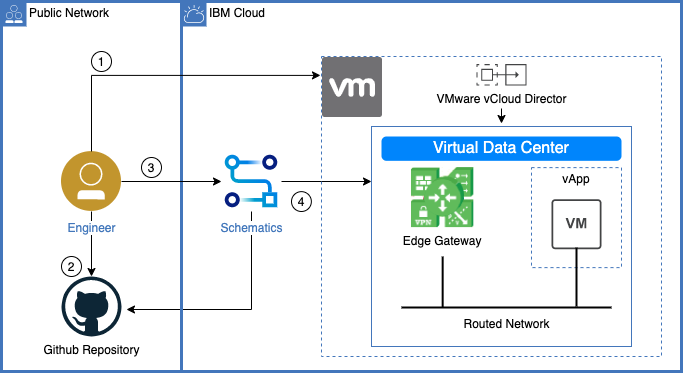 Public Network
IBM Cloud
1
vm
VMware vCloud Director
Virtual Data Center
3
4
vApp
VPN
VM
Engineer
Schematics
Edge Gateway
2
Github Repository
Routed Network